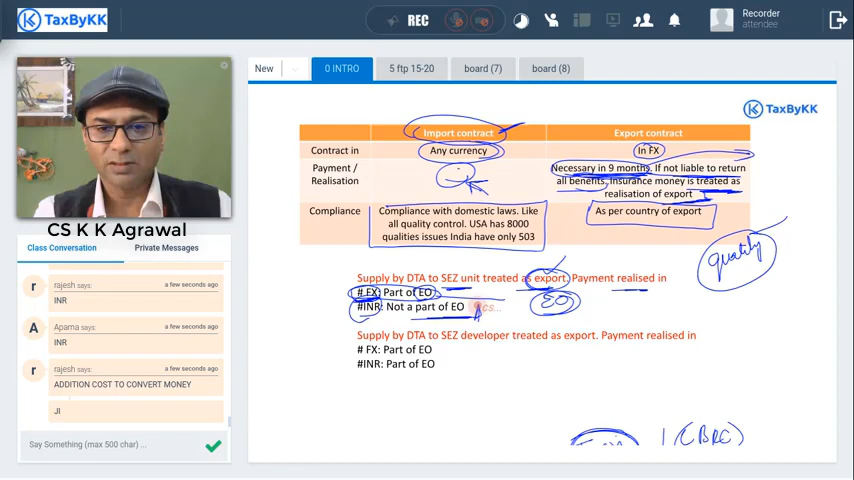 TaxByKK
REC
Recorder
attendee
New
0 INTRO
5 ftp 15-20
board (7)
board (8)
TaxByKK
Import contract
Export contract
Contract in
Any currency
In FX
Payment / Realisation
Necessary in 9 months. If not liable to return
all benefits. Insurance money is treated as
realisation of export
Compliance
Compliance with domestic laws. Like
all quality control. USA has 8000
qualities issues India have only 503
As per country of export
quality
Supply by DTA to SEZ unit treated as export. Payment realised in
# FX: Part of EO
#INR: Not a part of EO
EO
Supply by DTA to SEZ developer treated as export. Payment realised in
# FX: Part of EO
#INR: Part of EO
1 (BRC)
CS K K Agrawal
Class Conversation
Private Messages
r
rajesh says:
a few seconds ago
INR
A
Aparna says:
a few seconds ago
INR
r
rajesh says:
a few seconds ago
ADDITION COST TO CONVERT MONEY
JI
Say Something (max 500 char) ...